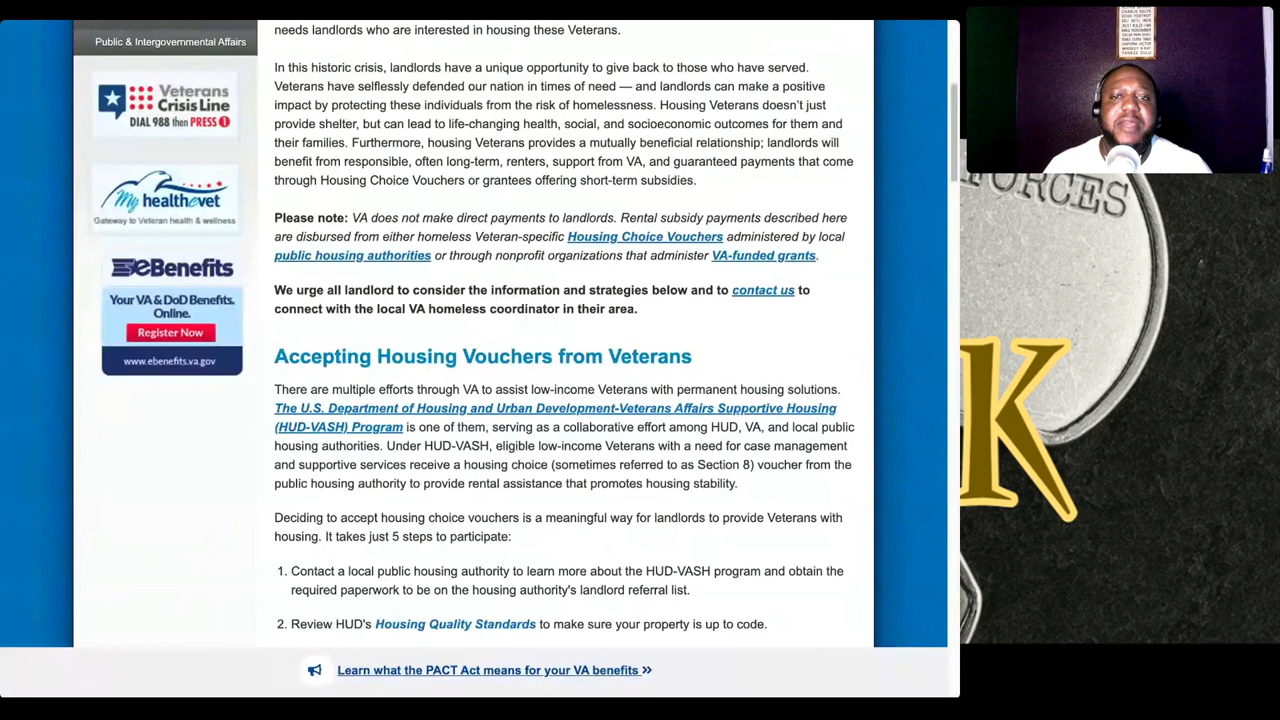 Public & Intergovernmental Affairs
Veterans
Crisis Line
DIAL 988 then PRESS 1
My healthevet
Gateway to Veteran health & wellness
eBenefits
Your VA & DoD Benefits.
Online.
Register Now
www.ebenefits.va.gov
needs landlords who are interested in housing these Veterans.
In this historic crisis, landlords have a unique opportunity to give back to those who have served.
Veterans have selflessly defended our nation in times of need — and landlords can make a positive
impact by protecting these individuals from the risk of homelessness. Housing Veterans doesn't just
provide shelter, but can lead to life-changing health, social, and socioeconomic outcomes for them and
their families. Furthermore, housing Veterans provides a mutually beneficial relationship; landlords will
benefit from responsible, often long-term, renters, support from VA, and guaranteed payments that come
through Housing Choice Vouchers or grantees offering short-term subsidies.
Please note: VA does not make direct payments to landlords. Rental subsidy payments described here
are disbursed from either homeless Veteran-specific Housing Choice Vouchers administered by local
public housing authorities or through nonprofit organizations that administer VA-funded grants.
We urge all landlord to consider the information and strategies below and to contact us to
connect with the local VA homeless coordinator in their area.
Accepting Housing Vouchers from Veterans
There are multiple efforts through VA to assist low-income Veterans with permanent housing solutions.
The U.S. Department of Housing and Urban Development-Veterans Affairs Supportive Housing
(HUD-VASH) Program is one of them, serving as a collaborative effort among HUD, VA, and local public
housing authorities. Under HUD-VASH, eligible low-income Veterans with a need for case management
and supportive services receive a housing choice (sometimes referred to as Section 8) voucher from the
public housing authority to provide rental assistance that promotes housing stability.
Deciding to accept housing choice vouchers is a meaningful way for landlords to provide Veterans with
housing. It takes just 5 steps to participate:
1. Contact a local public housing authority to learn more about the HUD-VASH program and obtain the
required paperwork to be on the housing authority's landlord referral list.
2. Review HUD's Housing Quality Standards to make sure your property is up to code.
Learn what the PACT Act means for your VA benefits »
FORCES
K